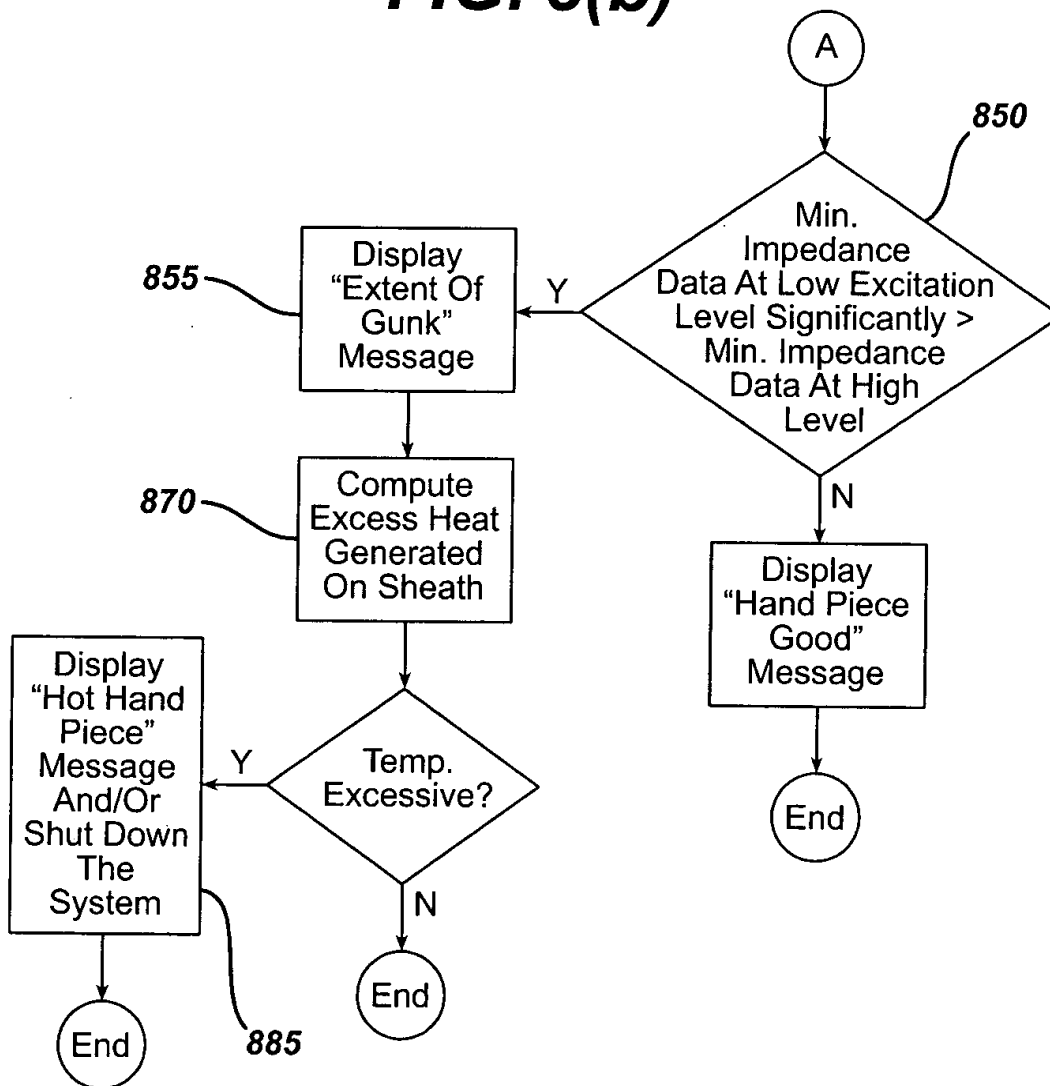 A
850
Min.
Impedance
Data At Low Excitation
Level Significantly >
Min. Impedance
Data At High
Level
Y
N
855
Display
“Extent Of
Gunk”
Message
870
Compute
Excess Heat
Generated
On Sheath
Display
“Hand Piece
Good”
Message
End
Temp.
Excessive?
Y
N
Display
“Hot Hand
Piece”
Message
And/Or
Shut Down
The
System
885
End
End